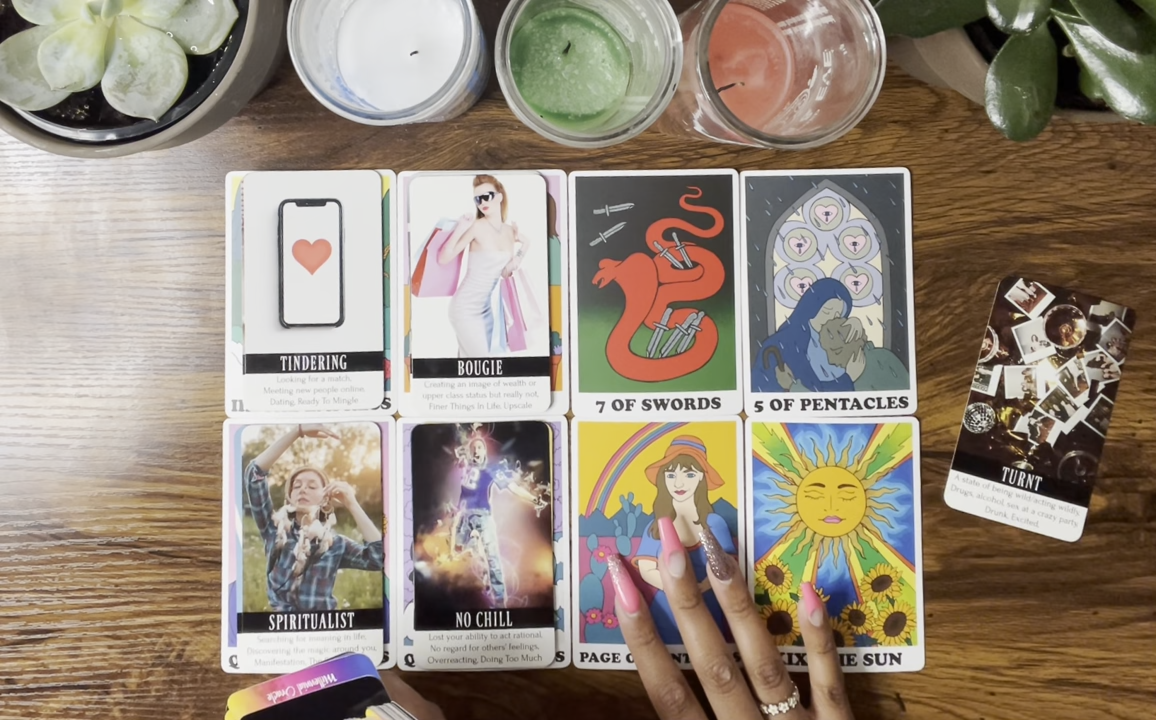 TINDERING
Looking for a match,
Meeting new people online,
Dating, Ready To Mingle
BOUGIE
Creating an image of wealth or
upper class status but really not,
Finer Things In Life, Upscale
7 OF SWORDS
5 OF PENTACLES
TURNT
A state of being wild/acting wildly,
Drugs, alcohol, sex at a crazy party
Drunk, Excited
SPIRITUALIST
Searching for meaning in life,
Discovering the magic around you,
Manifestation,
NO CHILL
Lost your ability to act rational,
No regard for others' feelings,
Overreacting, Doing Too Much
PAGE
THE SUN
Millennial Oracle